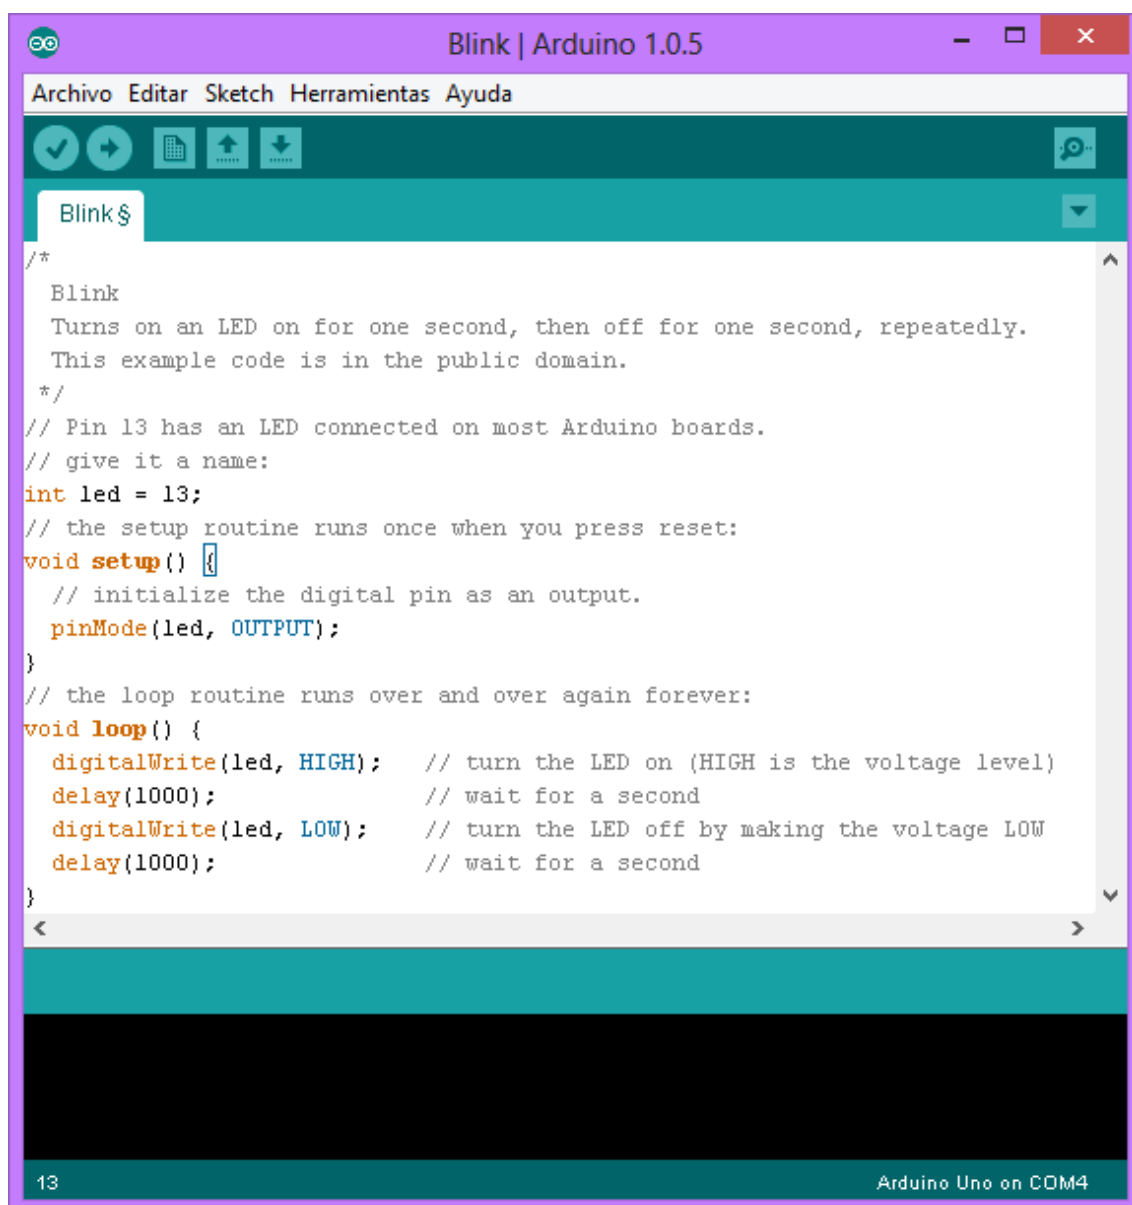 Blink | Arduino 1.0.5
Archivo Editar Sketch Herramientas Ayuda
Blink §
/*
  Blink
  Turns on an LED on for one second, then off for one second, repeatedly.
  This example code is in the public domain.
 */
// Pin 13 has an LED connected on most Arduino boards.
// give it a name:
int led = 13;
// the setup routine runs once when you press reset:
void setup() {
  // initialize the digital pin as an output.
  pinMode(led, OUTPUT);
}
// the loop routine runs over and over again forever:
void loop() {
  digitalWrite(led, HIGH);   // turn the LED on (HIGH is the voltage level)
  delay(1000);               // wait for a second
  digitalWrite(led, LOW);    // turn the LED off by making the voltage LOW
  delay(1000);               // wait for a second
}
13 Arduino Uno on COM4